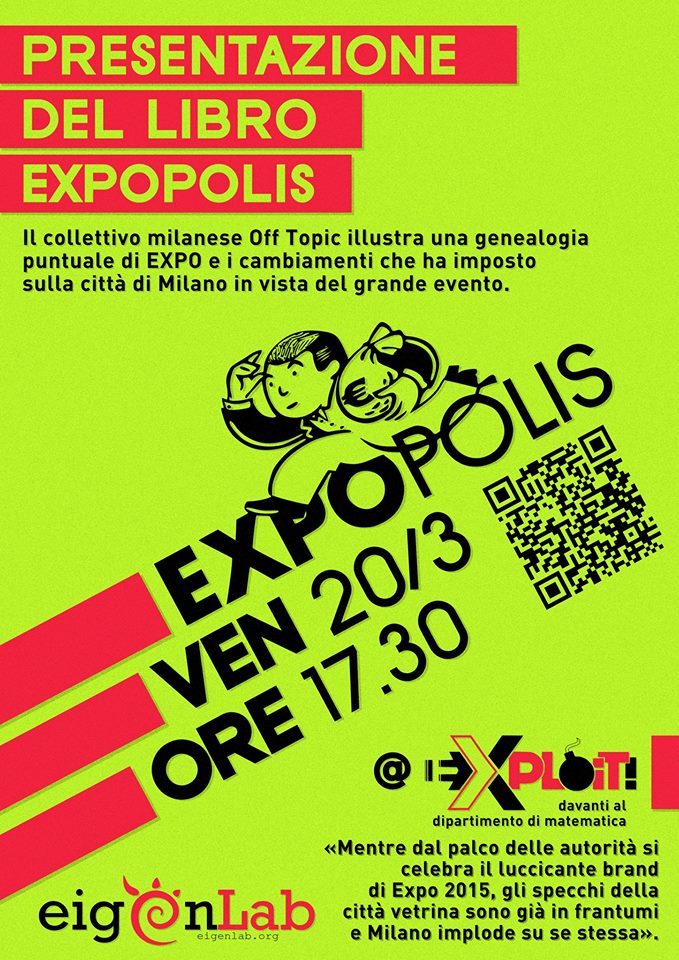 PRESENTAZIONE
DEL LIBRO
EXPOPOLIS
Il collettivo milanese Off Topic illustra una genealogia
puntuale di EXPO e i cambiamenti che ha imposto
sulla città di Milano in vista del grande evento.
EXPOPOLIS
VEN 20/3
ORE 17.30
@ EXPLOIT!
davanti al
dipartimento di matematica
«Mentre dal palco delle autorità si
celebra il luccicante brand
di Expo 2015, gli specchi della
città vetrina sono già in frantumi
e Milano implode su se stessa».
eigenLab
eigenlab.org